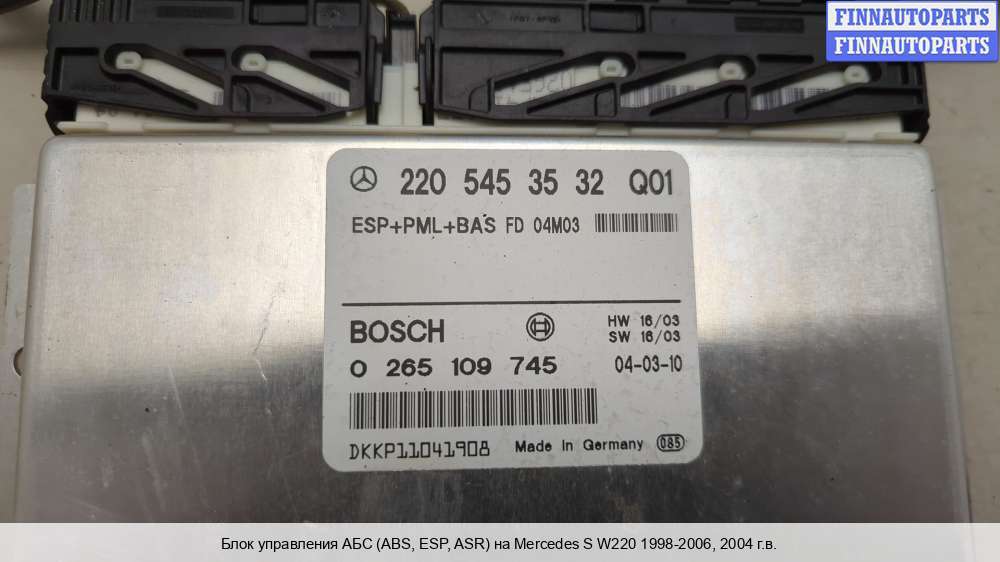 FINNAUTOPARTS
FINNAUTOPARTS
220 545 35 32 Q01
ESP+PML+BAS FD 04M03
BOSCH
HW 16/03
SW 16/03
0 265 109 745 04-03-10
DKKP11041908 Made In Germany 085
Блок управления АБС (ABS, ESP, ASR) на Mercedes S W220 1998-2006, 2004 г.в.